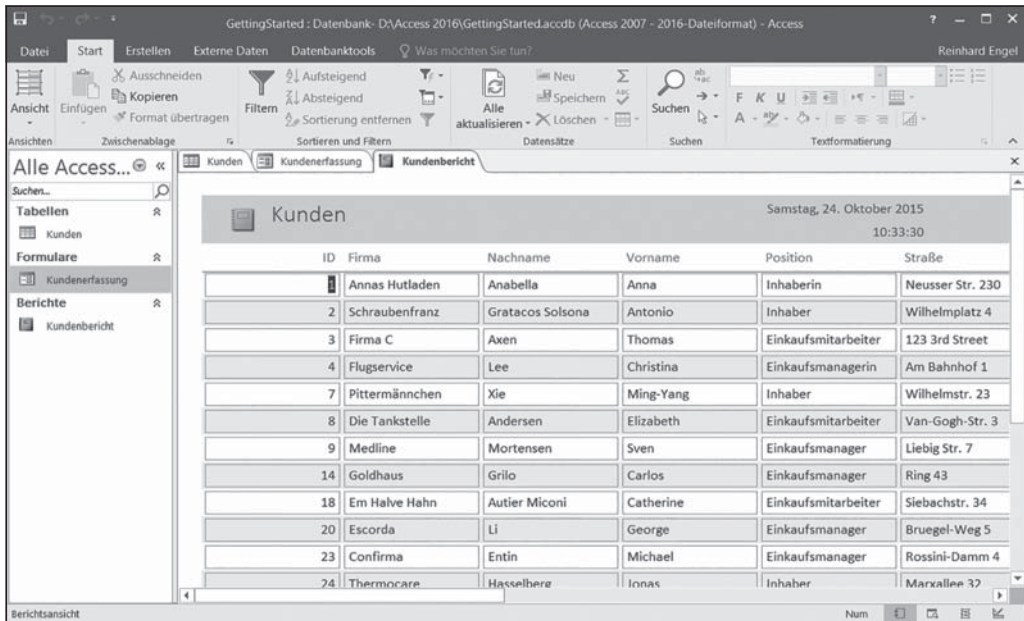 GettingStarted : Datenbank- D:\Access 2016\GettingStarted.accdb (Access 2007 - 2016-Dateiformat) - Access
Datei Start Erstellen Externe Daten Datenbanktools Was möchten Sie tun? Reinhard Engel
Ansicht
Ansichten
Einfügen
Ausschneiden
Kopieren
Format übertragen
Zwischenablage
Filtern
Aufsteigend
Absteigend
Sortierung entfernen
Sortieren und Filtern
Alle aktualisieren
Neu
Speichern
Löschen
Datensätze
Suchen
Suchen
F K U
A
Textformatierung
Alle Access...
Suchen...
Tabellen
Kunden
Formulare
Kundenerfassung
Berichte
Kundenbericht
Kunden Kundenerfassung Kundenbericht
Kunden
Samstag, 24. Oktober 2015
10:33:30
ID Firma Nachname Vorname Position Straße
1 Annas Hutladen Anabella Anna Inhaberin Neusser Str. 230
2 Schraubenfranz Gratacos Solsona Antonio Inhaber Wilhelmplatz 4
3 Firma C Axen Thomas Einkaufsmitarbeiter 123 3rd Street
4 Flugservice Lee Christina Einkaufsmanagerin Am Bahnhof 1
7 Pittermännchen Xie Ming-Yang Inhaber Wilhelmstr. 23
8 Die Tankstelle Andersen Elizabeth Einkaufsmitarbeiter Van-Gogh-Str. 3
9 Medline Mortensen Sven Einkaufsmanager Liebig Str. 7
14 Goldhaus Grilo Carlos Einkaufsmanager Ring 43
18 Em Halve Hahn Autier Miconi Catherine Einkaufsmitarbeiter Siebachstr. 34
20 Escorda Li George Einkaufsmanager Bruegel-Weg 5
23 Confirma Entin Michael Einkaufsmanager Rossini-Damm 4
24 Thermocare Hasselberg Jonas Inhaber Marxallee 32
Berichtsansicht
Num